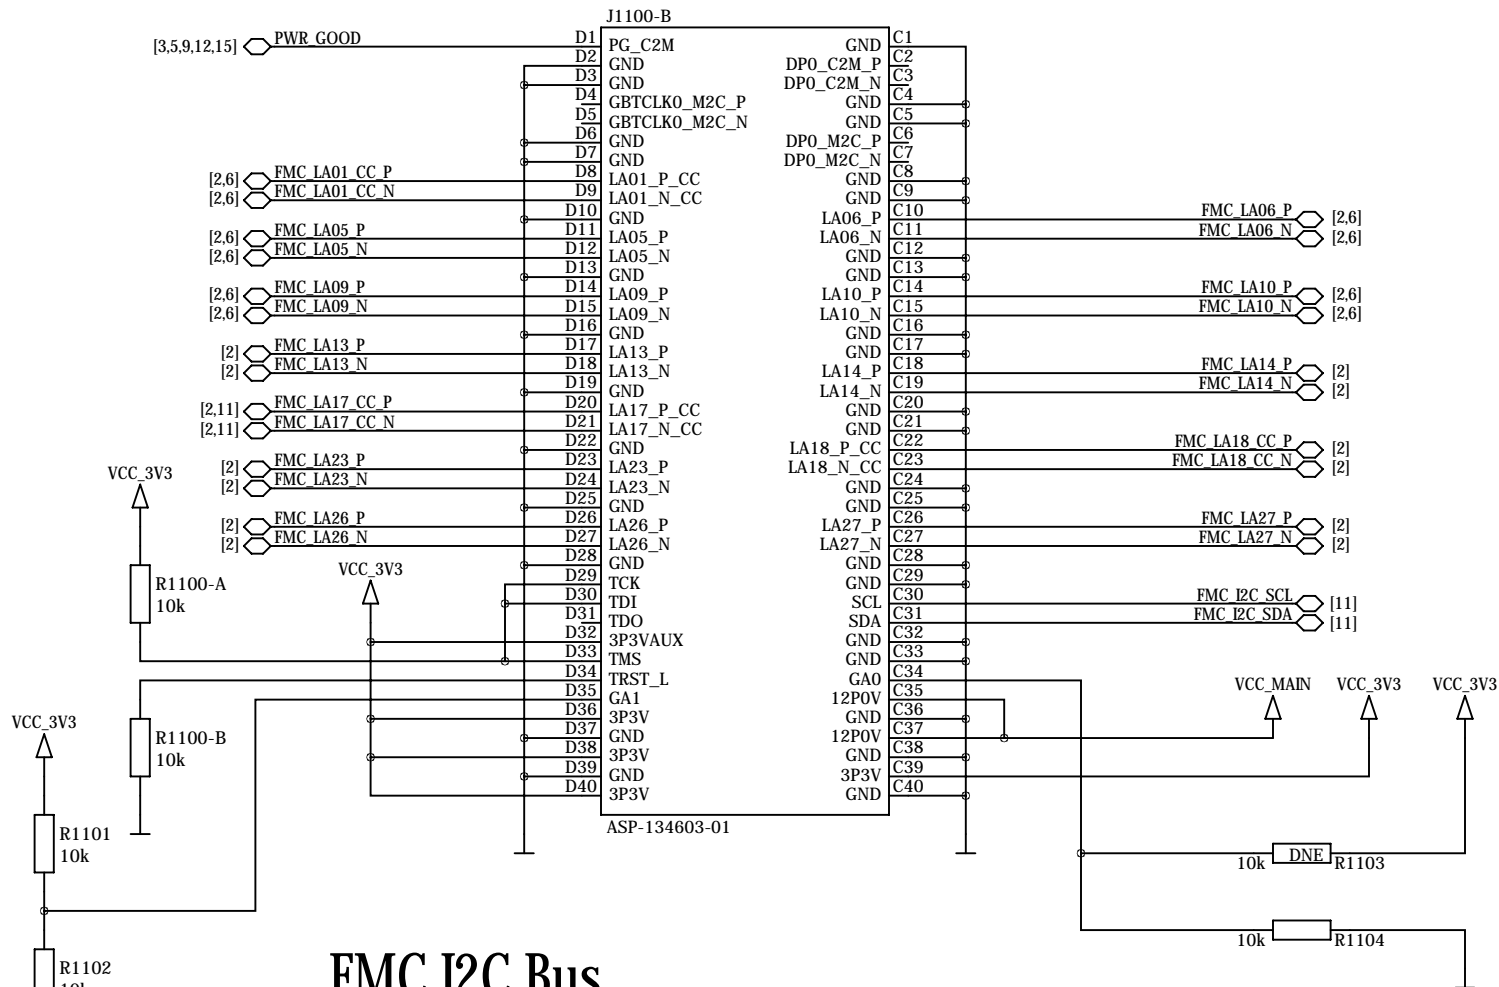 J1100-B
[3,5,9,12,15] PWR_GOOD D1 PG_C2M GND C1
D2 GND DP0_C2M_P C2
D3 GND DP0_C2M_N C3
D4 GBTCLK0_M2C_P GND C4
D5 GBTCLK0_M2C_N GND C5
D6 GND DP0_M2C_P C6
D7 GND DP0_M2C_N C7
[2,6] FMC_LA01_CC_P D8 LA01_P_CC GND C8
[2,6] FMC_LA01_CC_N D9 LA01_N_CC GND C9
D10 GND LA06_P C10 FMC_LA06_P [2,6]
[2,6] FMC_LA05_P D11 LA05_P LA06_N C11 FMC_LA06_N [2,6]
[2,6] FMC_LA05_N D12 LA05_N GND C12
D13 GND GND C13
[2,6] FMC_LA09_P D14 LA09_P LA10_P C14 FMC_LA10_P [2,6]
[2,6] FMC_LA09_N D15 LA09_N LA10_N C15 FMC_LA10_N [2,6]
D16 GND GND C16
[2] FMC_LA13_P D17 LA13_P GND C17
[2] FMC_LA13_N D18 LA13_N LA14_P C18 FMC_LA14_P [2]
D19 GND LA14_N C19 FMC_LA14_N [2]
[2,11] FMC_LA17_CC_P D20 LA17_P_CC GND C20
[2,11] FMC_LA17_CC_N D21 LA17_N_CC GND C21
D22 GND LA18_P_CC C22 FMC_LA18_CC_P [2]
[2] FMC_LA23_P D23 LA23_P LA18_N_CC C23 FMC_LA18_CC_N [2]
VCC_3V3
[2] FMC_LA23_N D24 LA23_N GND C24
D25 GND GND C25
[2] FMC_LA26_P D26 LA26_P LA27_P C26 FMC_LA27_P [2]
[2] FMC_LA26_N D27 LA26_N LA27_N C27 FMC_LA27_N [2]
D28 GND GND C28
VCC_3V3
R1100-A D29 TCK GND C29
10k D30 TDI SCL C30 FMC_I2C_SCL [11]
D31 TDO SDA C31 FMC_I2C_SDA [11]
D32 3P3VAUX GND C32
D33 TMS GND C33
D34 TRST_L GA0 C34
VCC_MAIN VCC_3V3 VCC_3V3
D35 GA1 12P0V C35
VCC_3V3
D36 3P3V GND C36
R1100-B D37 GND 12P0V C37
10k D38 3P3V GND C38
D39 GND 3P3V C39
D40 3P3V GND C40
ASP-134603-01
R1101
10k
10k DNE R1103
10k R1104
R1102
10k
FMC I2C Bus